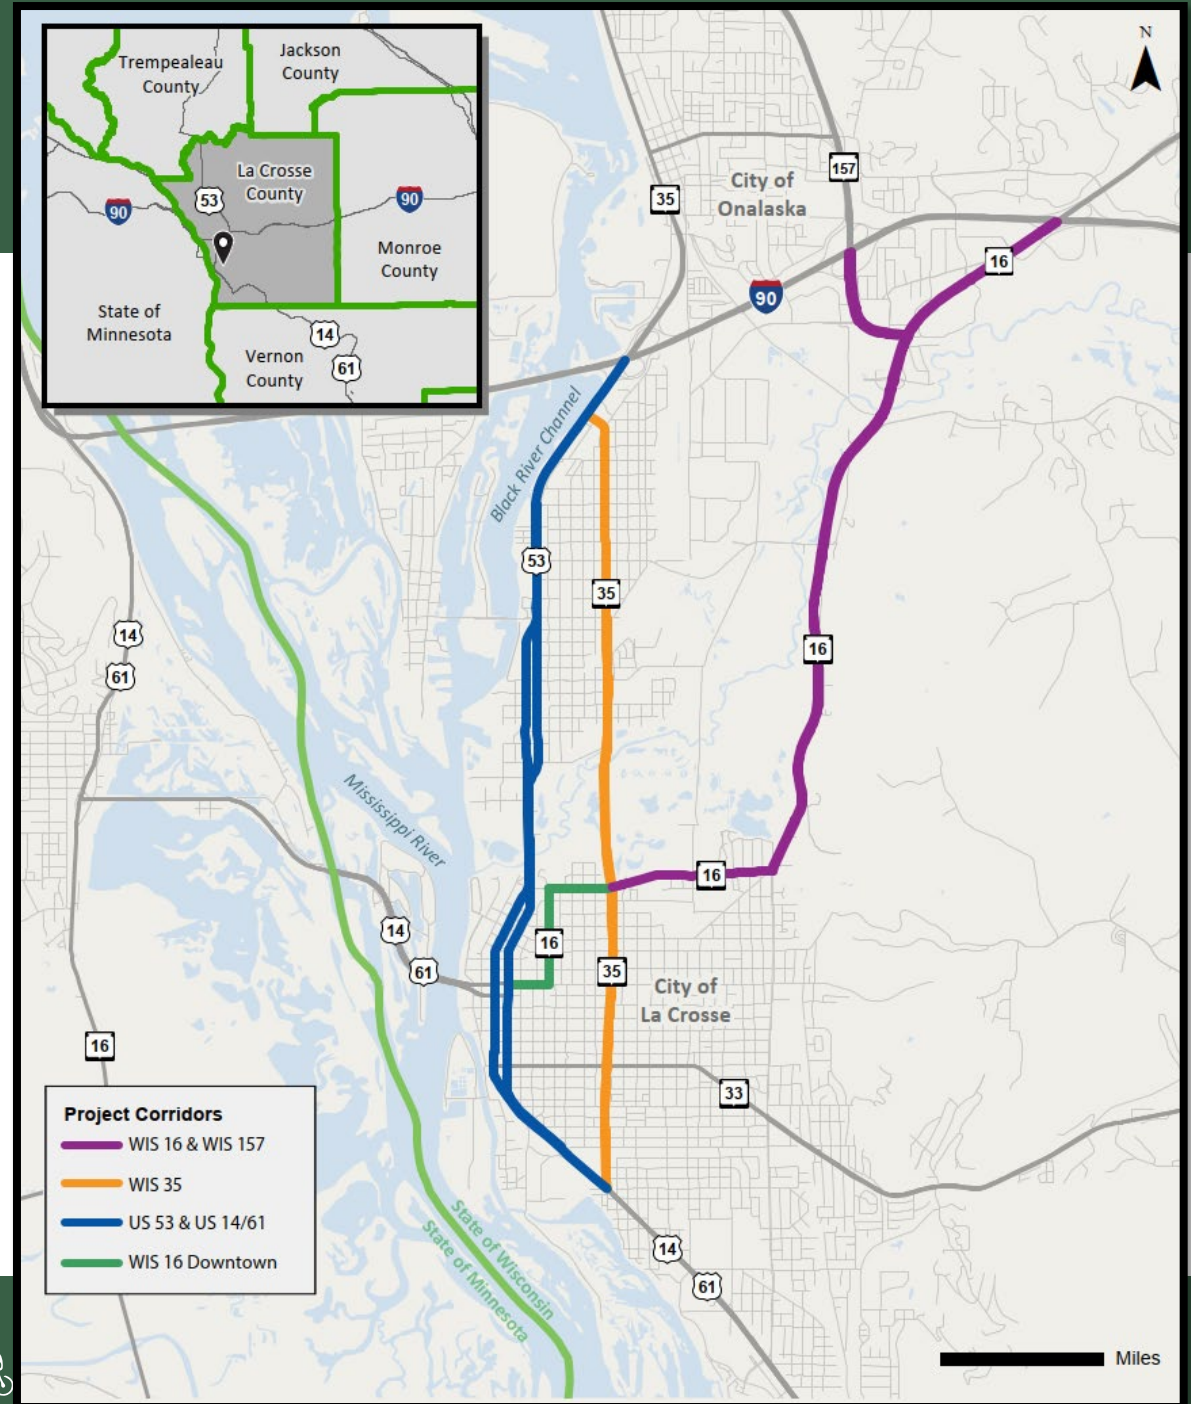 Trempealeau
County
Jackson
County
La Crosse
County
53
90
90
Monroe
County
State of
Minnesota
14
Vernon
County
61
N
157
City of
Onalaska
35
16
90
Black River Channel
53
35
14
61
16
Mississippi River
16
14
16
61
35
City of
La Crosse
16
33
Project Corridors
WIS 16 & WIS 157
WIS 35
US 53 & US 14/61
WIS 16 Downtown
State of Wisconsin
State of Minnesota
14
61
Miles